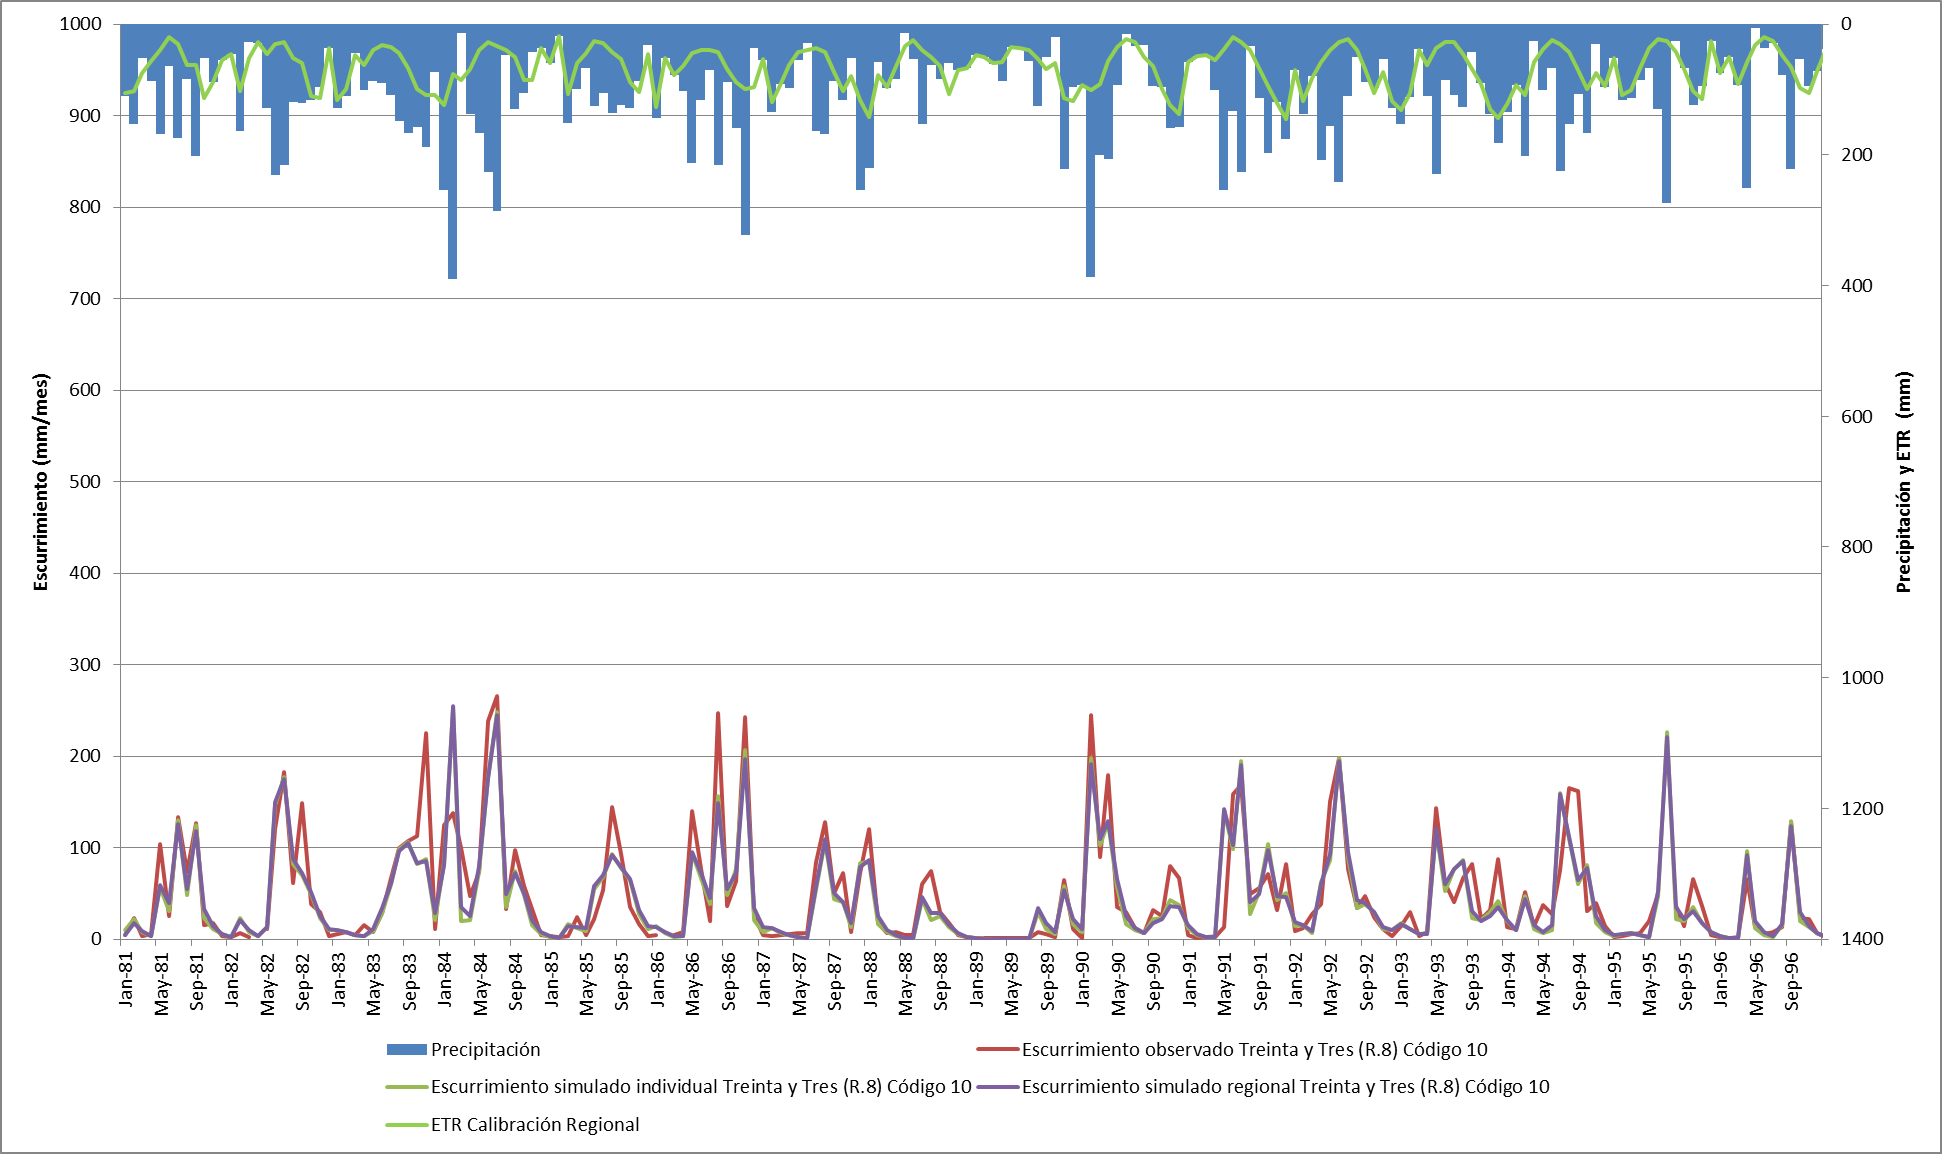 Escurrimiento (mm/mes)
1000
900
800
700
600
500
400
300
200
100
0
0
200
400
600
800
1000
1200
1400
Precipitación y ETR (mm)
Jan-81
May-81
Sep-81
Jan-82
May-82
Sep-82
Jan-83
May-83
Sep-83
Jan-84
May-84
Sep-84
Jan-85
May-85
Sep-85
Jan-86
May-86
Sep-86
Jan-87
May-87
Sep-87
Jan-88
May-88
Sep-88
Jan-89
May-89
Sep-89
Jan-90
May-90
Sep-90
Jan-91
May-91
Sep-91
Jan-92
May-92
Sep-92
Jan-93
May-93
Sep-93
Jan-94
May-94
Sep-94
Jan-95
May-95
Sep-95
Jan-96
May-96
Sep-96
Precipitación
Escurrimiento observado Treinta y Tres (R.8) Código 10
Escurrimiento simulado individual Treinta y Tres (R.8) Código 10
Escurrimiento simulado regional Treinta y Tres (R.8) Código 10
ETR Calibración Regional